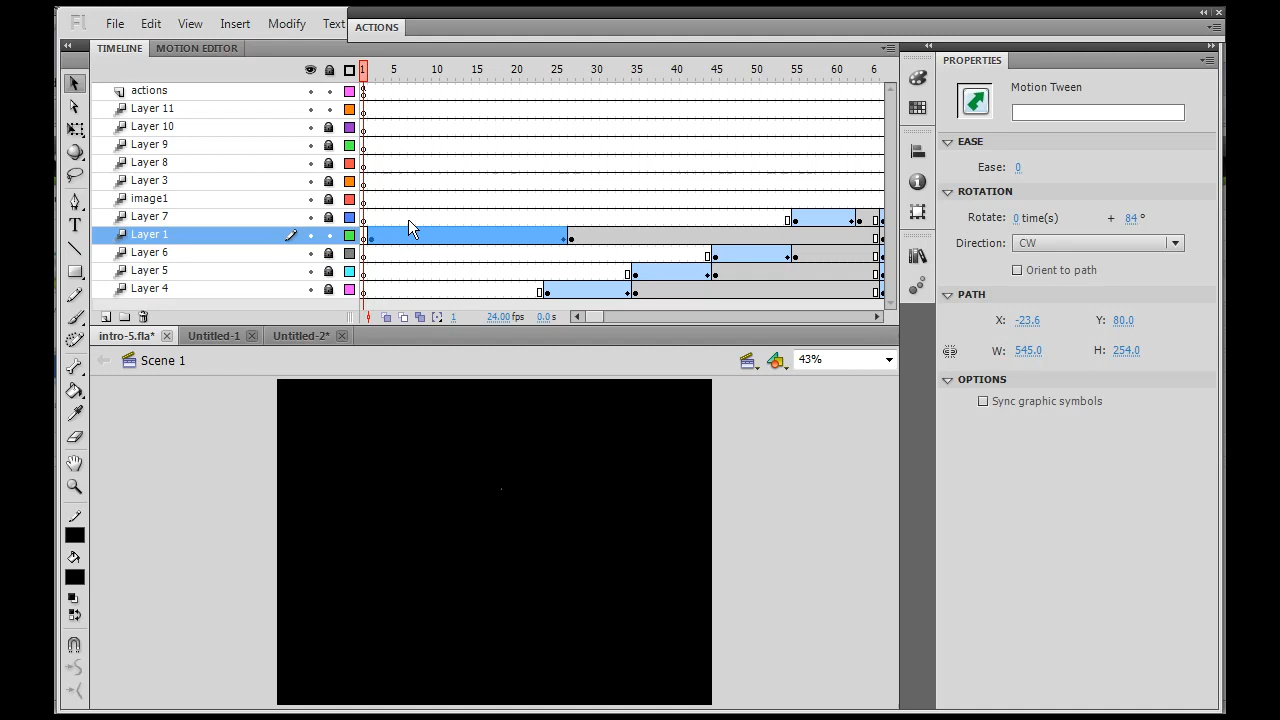 Fl File Edit View Insert Modify Text
ACTIONS
TIMELINE MOTION EDITOR
PROPERTIES
1 5 10 15 20 25 30 35 40 45 50 55 6
actions
Layer 11
Layer 10
Layer 9
Layer 8
Layer 3
image1
Layer 7
Layer 1
Layer 6
Layer 5
Layer 4
1 24.00 fps 0.0 s
intro-5.fla* Untitled-1 Untitled-2*
Scene 1
43%
Motion Tween
EASE
Ease: 0
ROTATION
Rotate: 0 time(s) + 84 °
Direction: CW
Orient to path
PATH
X: -23.6 Y: 80.0
W: 545.0 H: 254.0
OPTIONS
Sync graphic symbols
T